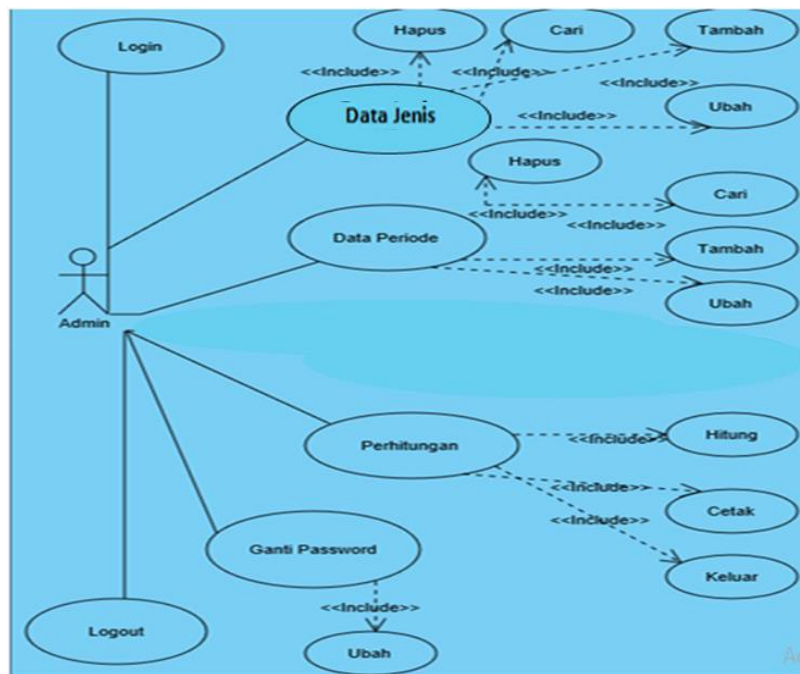 Login
Hapus
Cari
Tambah
<<Include>>
<<Include>>
<<Include>>
Data Jenis
<<Include>>
Ubah
Hapus
Cari
<<Include>>
<<Include>>
Data Periode
Tambah
<<Include>>
<<Include>>
Ubah
Admin
Perhitungan
<<Include>>
Hitung
<<Include>>
Cetak
<<Include>>
Keluar
Ganti Password
<<Include>>
Logout
Ubah